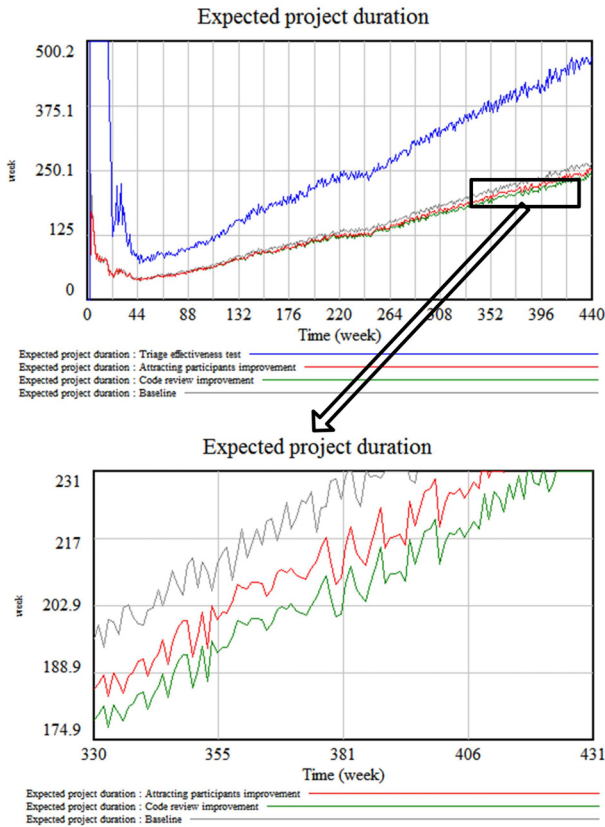 Expected project duration
500.2
375.1
250.1
125
0
week
0 44 88 132 176 220 264 308 352 396 440
Time (week)
Expected project duration : Triage effectiveness test
Expected project duration : Attracting participants improvement
Expected project duration : Code review improvement
Expected project duration : Baseline
Expected project duration
231
217
202.9
188.9
174.9
week
330 355 381 406 431
Time (week)
Expected project duration : Attracting participants improvement
Expected project duration : Code review improvement
Expected project duration : Baseline